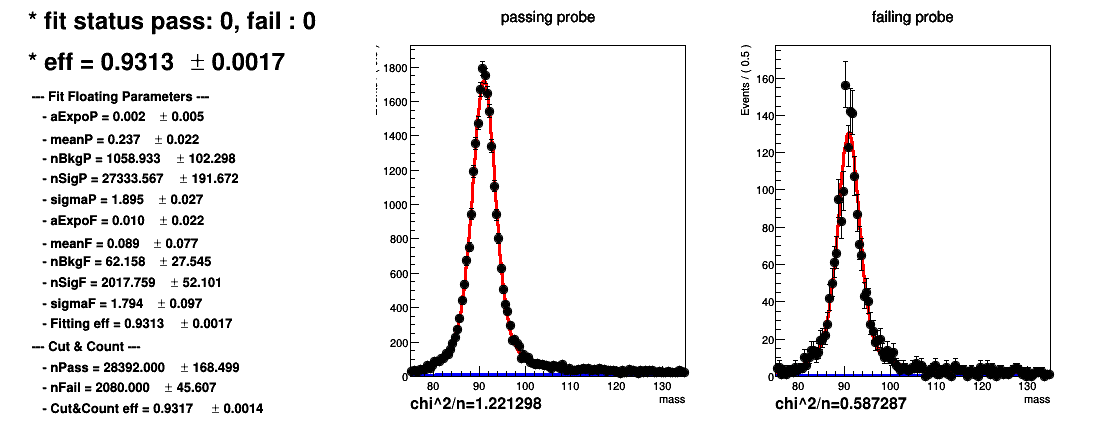 * fit status pass: 0, fail : 0
* eff = 0.9313 ± 0.0017
--- Fit Floating Parameters ---
- aExpoP = 0.002 ± 0.005
- meanP = 0.237 ± 0.022
- nBkgP = 1058.933 ± 102.298
- nSigP = 27333.567 ± 191.672
- sigmaP = 1.895 ± 0.027
- aExpoF = 0.010 ± 0.022
- meanF = 0.089 ± 0.077
- nBkgF = 62.158 ± 27.545
- nSigF = 2017.759 ± 52.101
- sigmaF = 1.794 ± 0.097
- Fitting eff = 0.9313 ± 0.0017
--- Cut & Count ---
- nPass = 28392.000 ± 168.499
- nFail = 2080.000 ± 45.607
- Cut&Count eff = 0.9317 ± 0.0014
passing probe
1800
1600
1400
1200
1000
800
600
400
200
0
80 90 100 110 120 130
mass
chi^2/n=1.221298
failing probe
Events / ( 0.5 )
160
140
120
100
80
60
40
20
0
80 90 100 110 120 130
mass
chi^2/n=0.587287